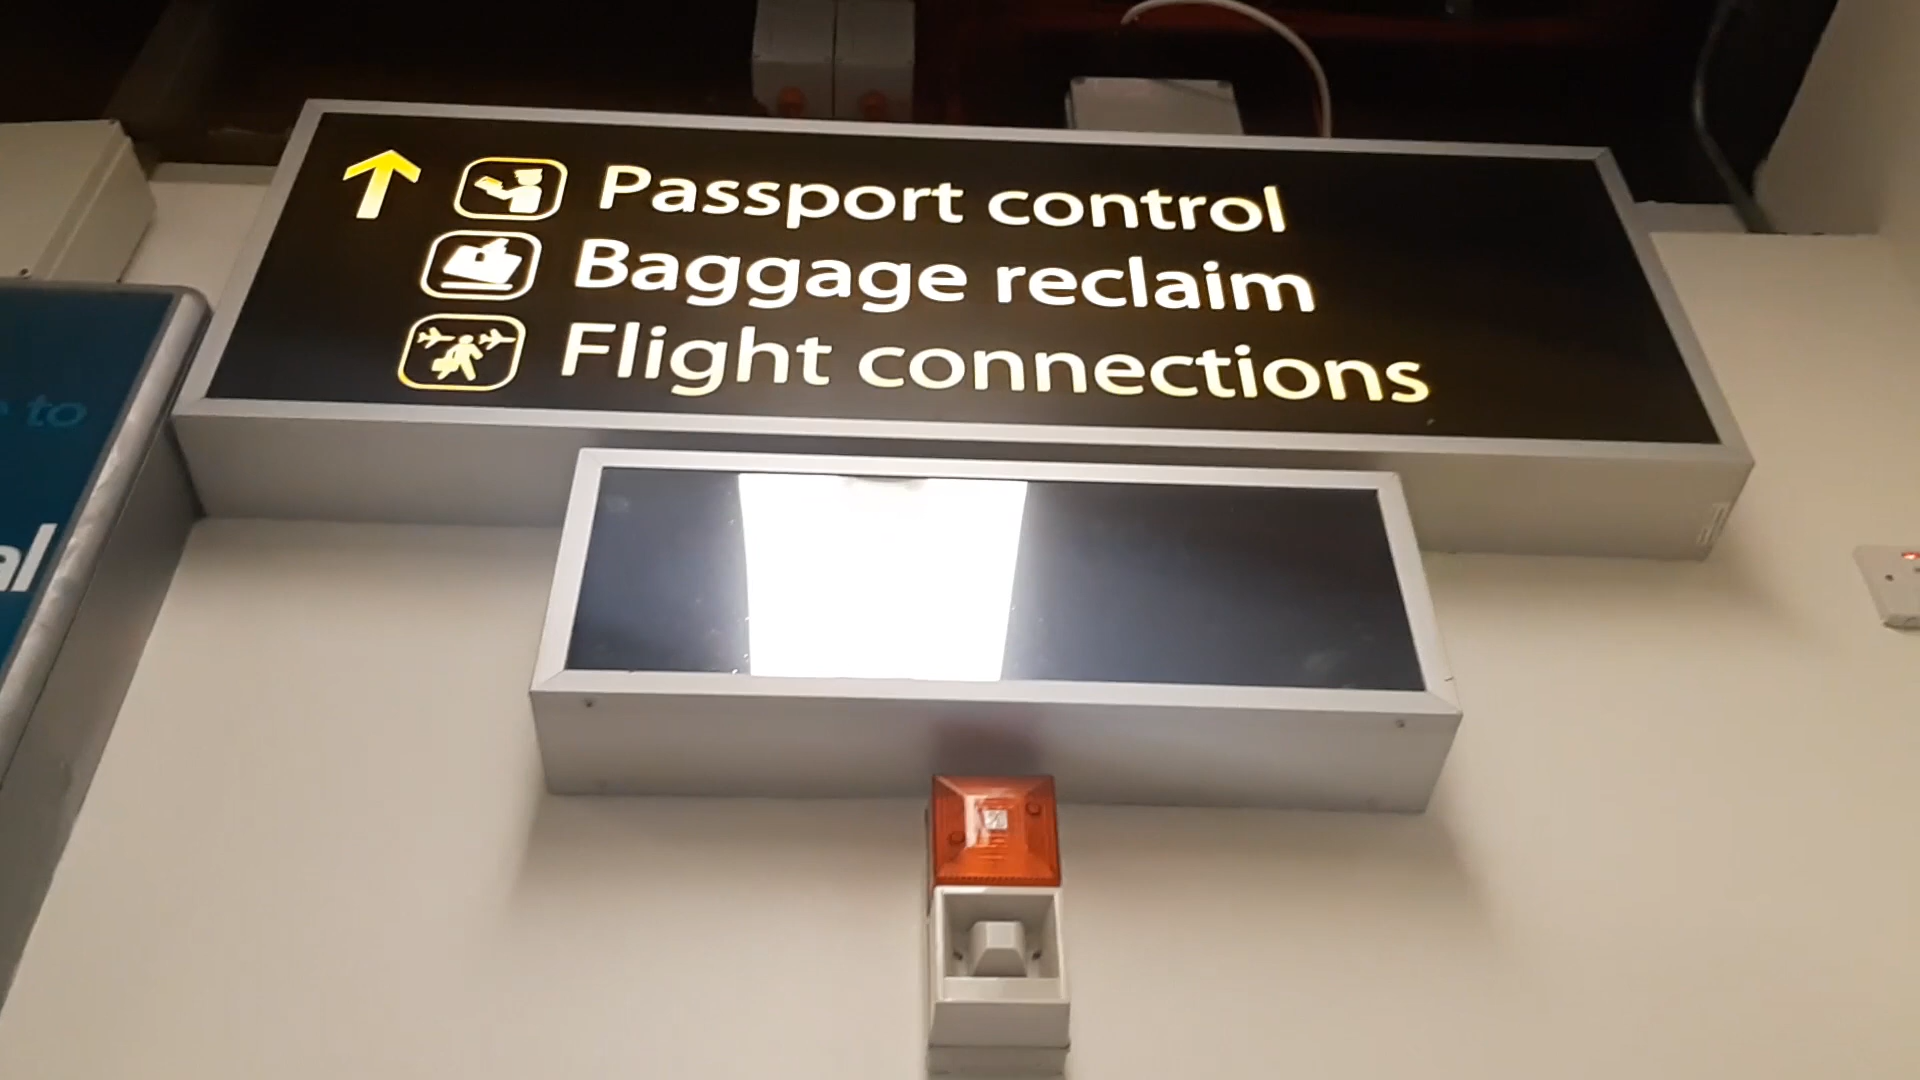 Passport control
Baggage reclaim
Flight connections
to
al